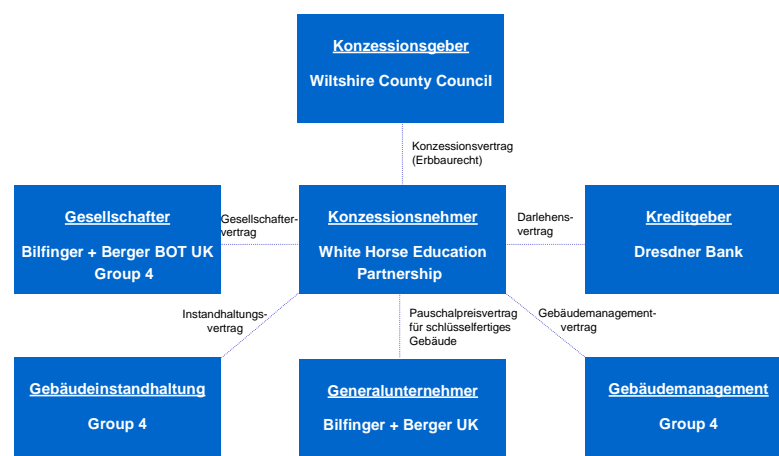 Konzessionsgeber
Wiltshire County Council
Konzessionsvertrag
(Erbbaurecht)
Gesellschafter
Bilfinger + Berger BOT UK
Group 4
Gesellschafter-
vertrag
Konzessionsnehmer
White Horse Education
Partnership
Darlehens-
vertrag
Kreditgeber
Dresdner Bank
Instandhaltungs-
vertrag
Pauschalpreisvertrag
für schlüsselfertiges
Gebäude
Gebäudemanagement-
vertrag
Gebäudeinstandhaltung
Group 4
Generalunternehmer
Bilfinger + Berger UK
Gebäudemanagement
Group 4